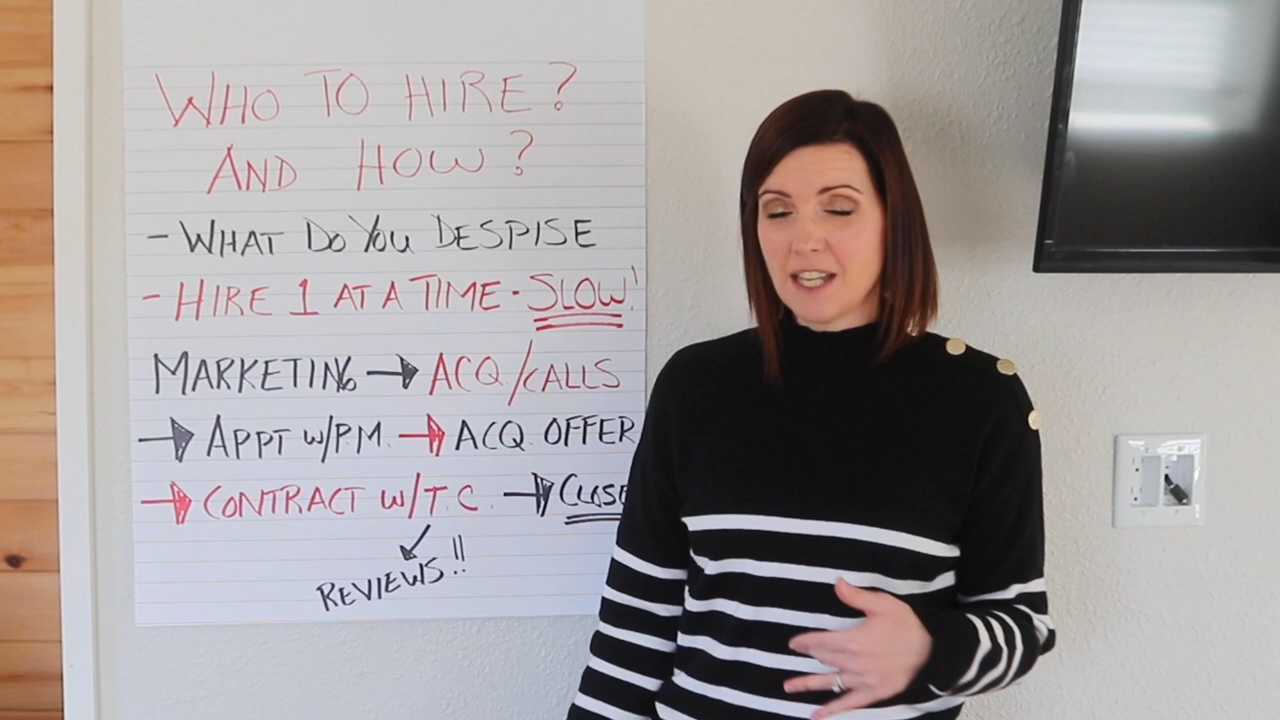 WHO TO HIRE?
AND HOW?
- WHAT DO YOU DESPISE
- HIRE 1 AT A TIME - SLOW!
MARKETING → ACQ/CALLS
→ APPT W/PM → ACQ OFFER
→ CONTRACT W/T.C. → CLOSE
REVIEWS!!